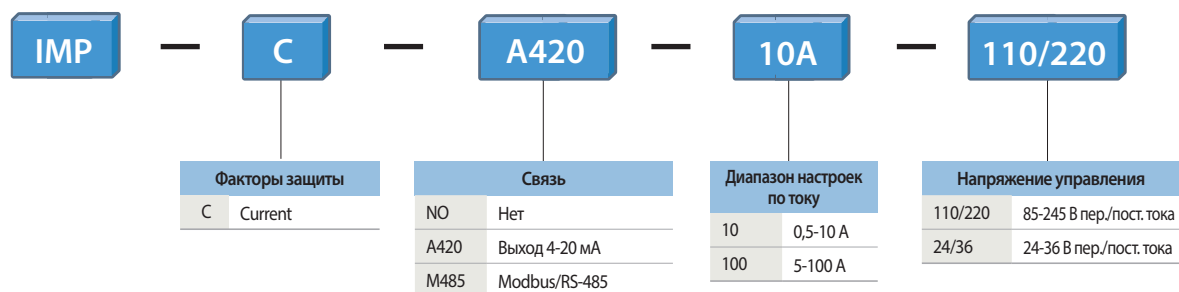 IMP — C — A420 — 10A — 110/220
Факторы защиты
C Current
Связь
NO Нет
A420 Выход 4-20 мА
M485 Modbus/RS-485
Диапазон настроек
по току
10 0,5-10 А
100 5-100 А
Напряжение управления
110/220 85-245 В пер./пост. тока
24/36 24-36 В пер./пост. тока